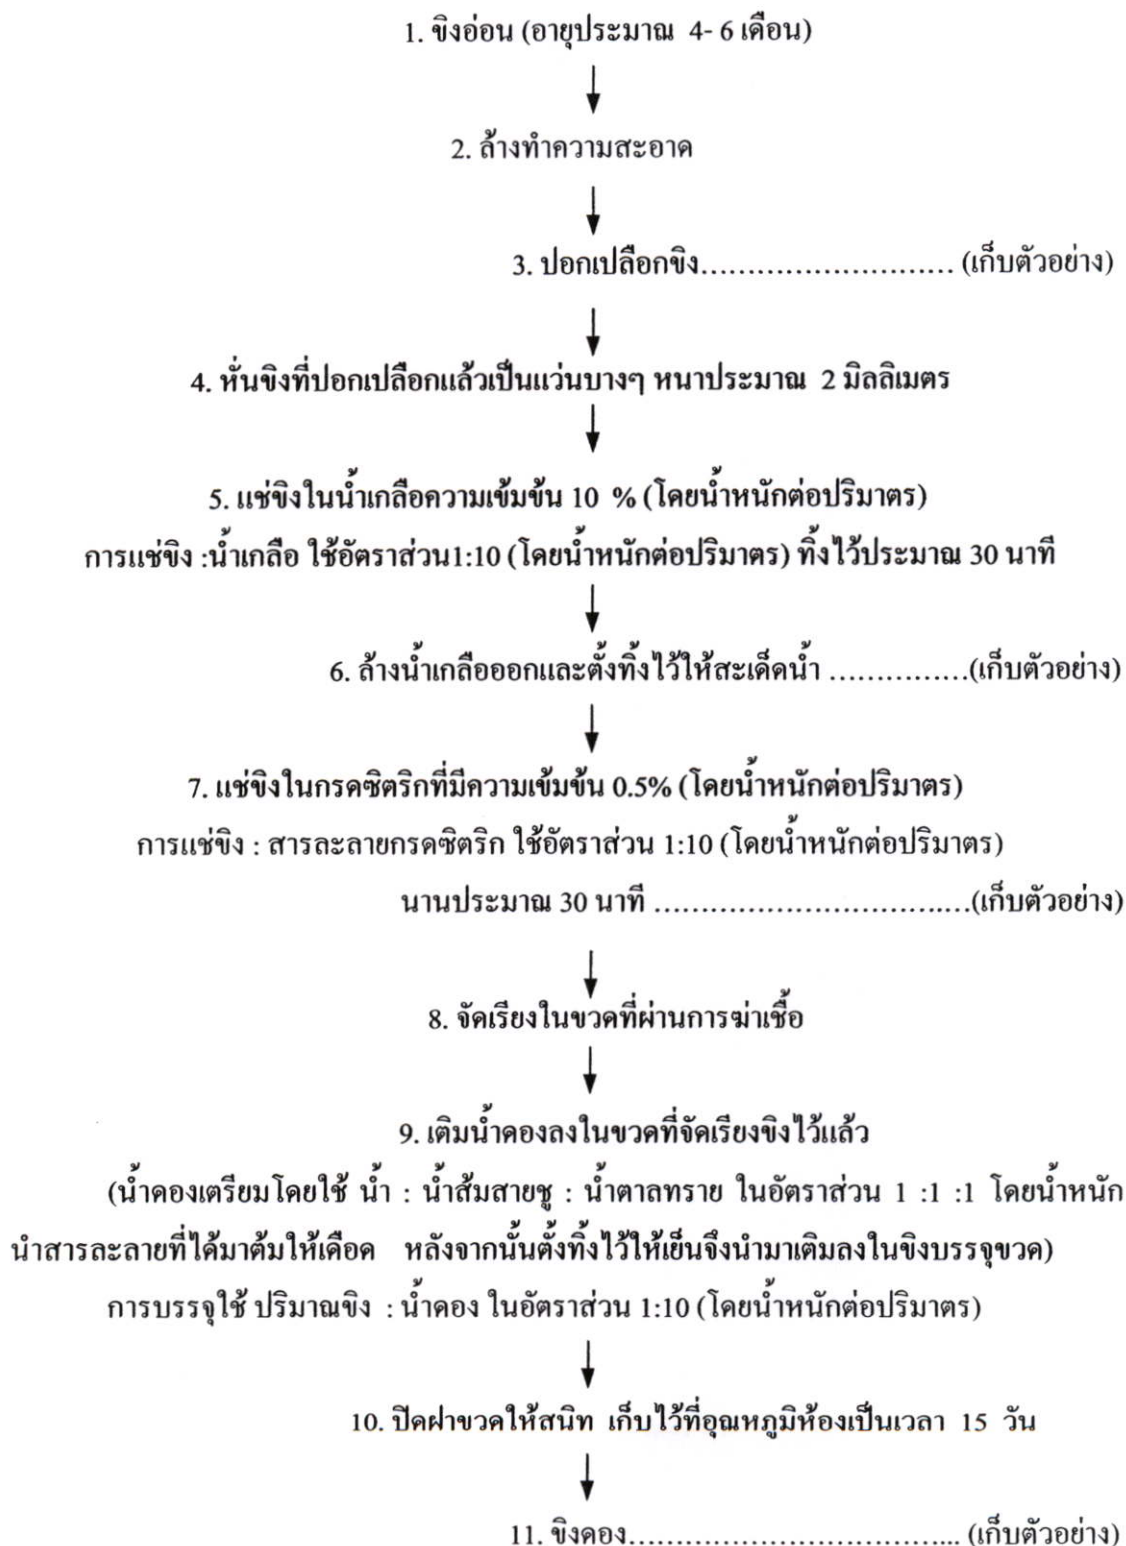 1. ขิงอ่อน (อายุประมาณ 4- 6 เดือน)
2. ล้างทำความสะอาด
3. ปอกเปลือกขิง........................... (เก็บตัวอย่าง)
4. หั่นขิงที่ปอกเปลือกแล้วเป็นแว่นบางๆ หนาประมาณ 2 มิลลิเมตร
5. แช่ขิงในน้ำเกลือความเข้มข้น 10 % (โดยน้ำหนักต่อปริมาตร)
การแช่ขิง :น้ำเกลือ ใช้อัตราส่วน1:10 (โดยน้ำหนักต่อปริมาตร) ทิ้งไว้ประมาณ 30 นาที
6. ล้างน้ำเกลือออกและตั้งทิ้งไว้ให้สะเด็ดน้ำ ...............(เก็บตัวอย่าง)
7. แช่ขิงในกรดซิตริกที่มีความเข้มข้น 0.5% (โดยน้ำหนักต่อปริมาตร)
การแช่ขิง : สารละลายกรดซิตริก ใช้อัตราส่วน 1:10 (โดยน้ำหนักต่อปริมาตร)
นานประมาณ 30 นาที ..................................(เก็บตัวอย่าง)
8. จัดเรียงในขวดที่ผ่านการฆ่าเชื้อ
9. เติมน้ำดองลงในขวดที่จัดเรียงขิงไว้แล้ว
(น้ำดองเตรียมโดยใช้ น้ำ : น้ำส้มสายชู : น้ำตาลทราย ในอัตราส่วน 1 :1 :1 โดยน้ำหนัก
นำสารละลายที่ได้มาต้มให้เดือด หลังจากนั้นตั้งทิ้งไว้ให้เย็นจึงนำมาเติมลงในขิงบรรจุขวด)
การบรรจุใช้ ปริมาณขิง : น้ำดอง ในอัตราส่วน 1:10 (โดยน้ำหนักต่อปริมาตร)
10. ปิดฝาขวดให้สนิท เก็บไว้ที่อุณหภูมิห้องเป็นเวลา 15 วัน
11. ขิงดอง.................................... (เก็บตัวอย่าง)